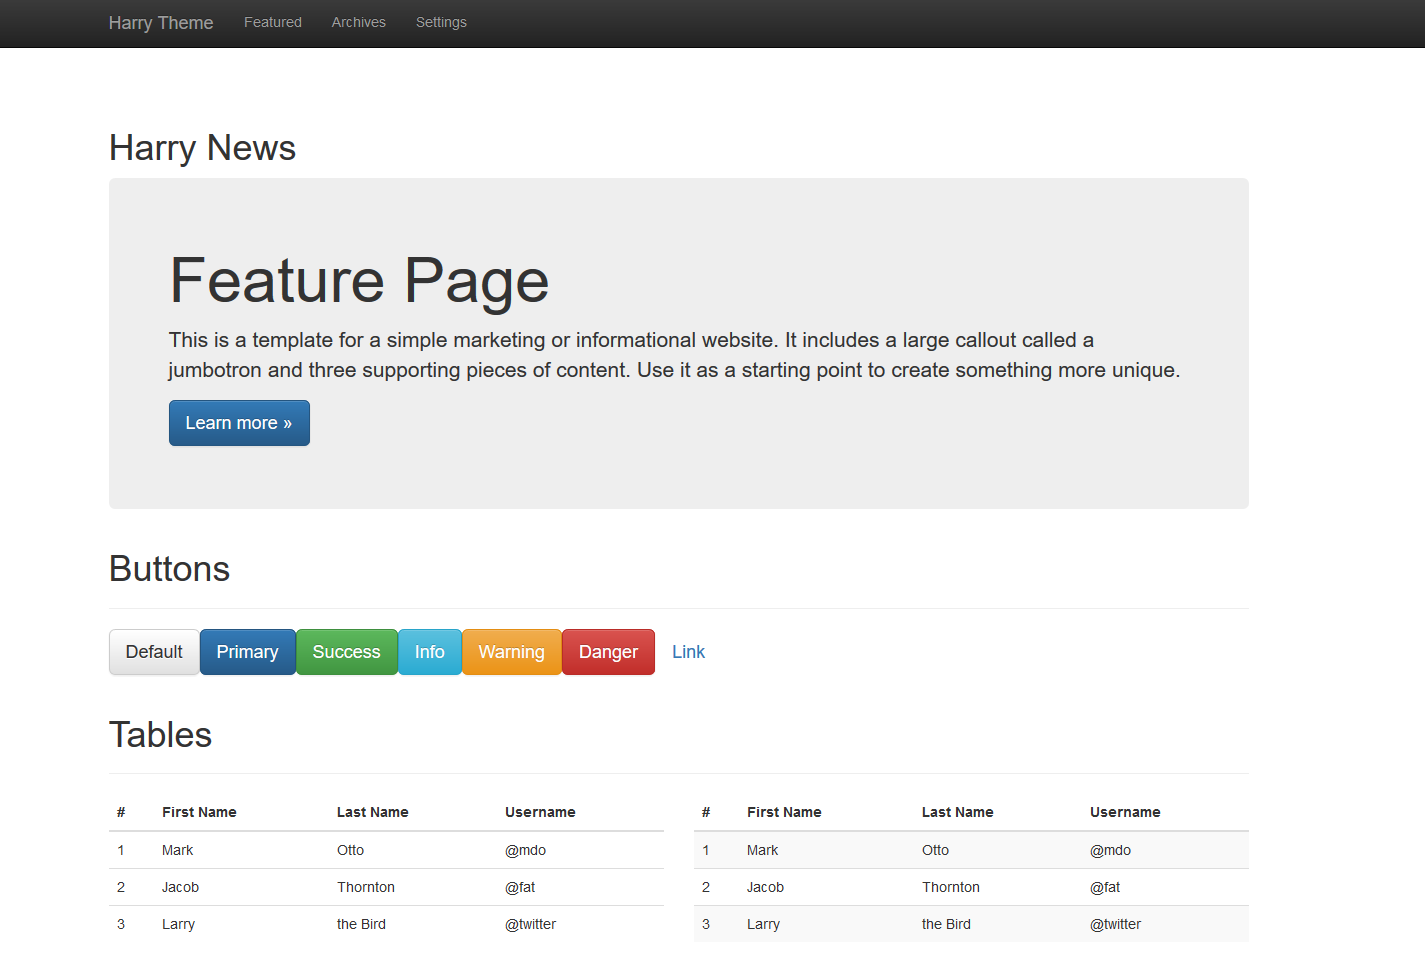 Harry Theme Featured Archives Settings
Harry News
Feature Page
This is a template for a simple marketing or informational website. It includes a large callout called a
jumbotron and three supporting pieces of content. Use it as a starting point to create something more unique.
Learn more »
Buttons
Default Primary Success Info Warning Danger Link
Tables
# First Name Last Name Username # First Name Last Name Username
1 Mark Otto @mdo 1 Mark Otto @mdo
2 Jacob Thornton @fat 2 Jacob Thornton @fat
3 Larry the Bird @twitter 3 Larry the Bird @twitter